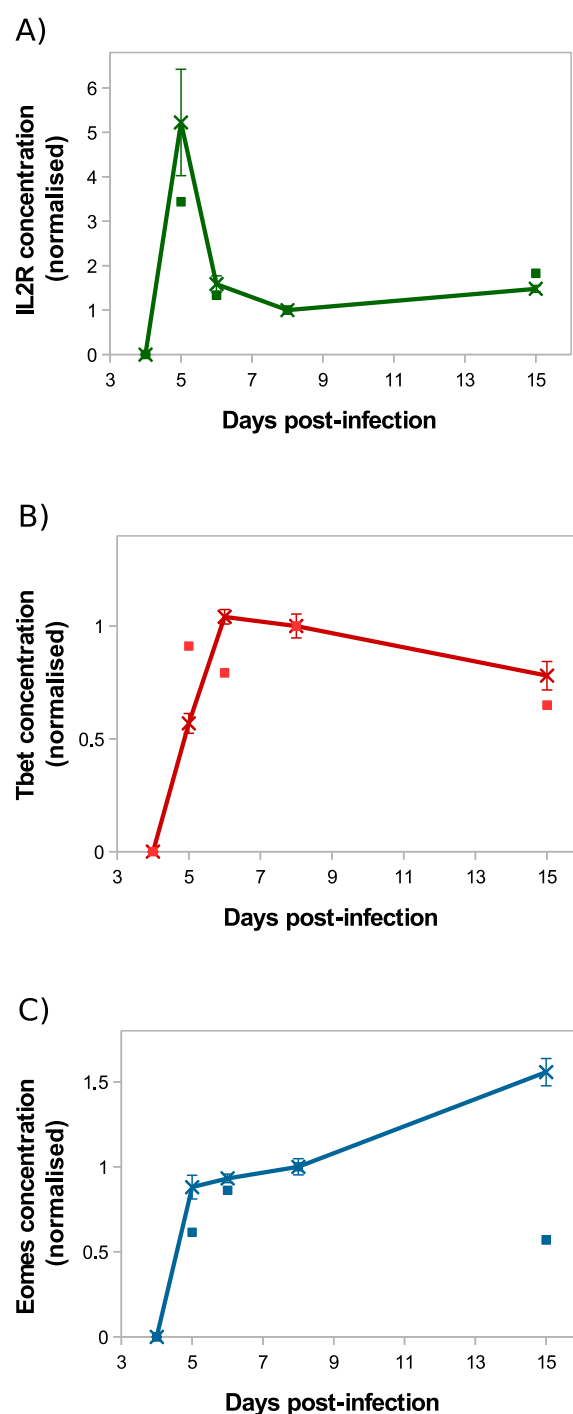 A)
IL2R concentration
(normalised)
6
5
4
3
2
1
0
3 5 7 9 11 13 15
Days post-infection
B)
Tbet concentration
(normalised)
1
0.5
0
3 5 7 9 11 13 15
Days post-infection
C)
Eomes concentration
(normalised)
1.5
1
0.5
0
3 5 7 9 11 13 15
Days post-infection